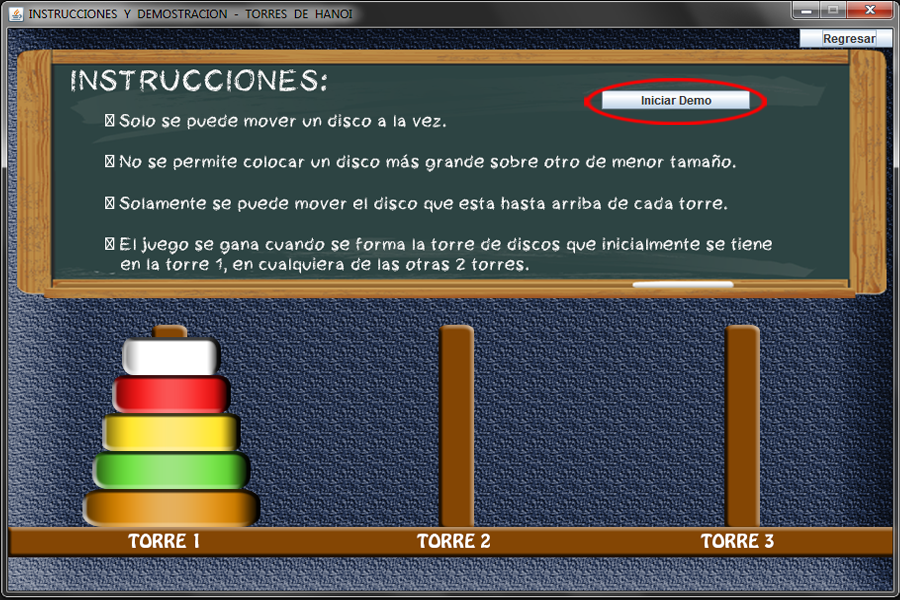 INSTRUCCIONES Y DEMOSTRACION - TORRES DE HANOI
Regresar
INSTRUCCIONES:
Iniciar Demo
Solo se puede mover un disco a la vez.
No se permite colocar un disco más grande sobre otro de menor tamaño.
Solamente se puede mover el disco que esta hasta arriba de cada torre.
El juego se gana cuando se forma la torre de discos que inicialmente se tiene
en la torre 1, en cualquiera de las otras 2 torres.
TORRE 1
TORRE 2
TORRE 3